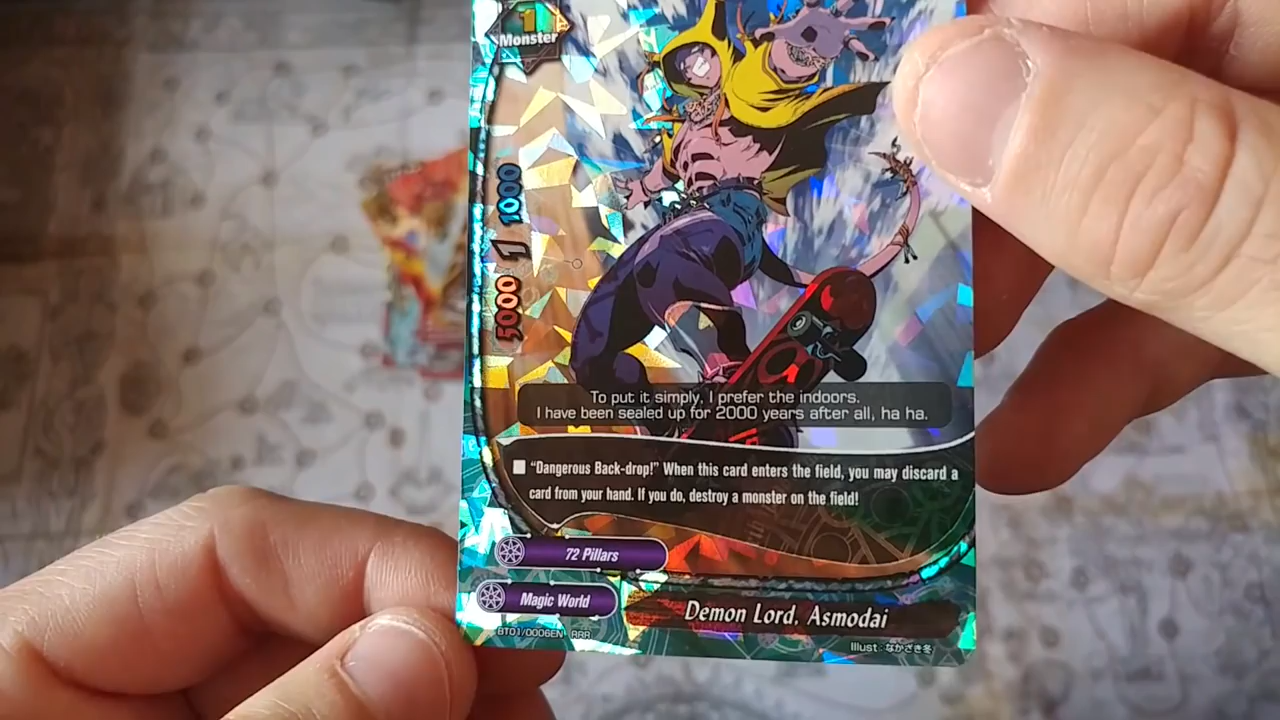 1
Monster
5000 1 1000
To put it simply, I prefer the indoors.
I have been sealed up for 2000 years after all, ha ha.
■ “Dangerous Back-drop!” When this card enters the field, you may discard a
card from your hand. If you do, destroy a monster on the field!
72 Pillars
Magic World
Demon Lord, Asmodai
BT01/0006EN RRR
Illust : なかざき冬